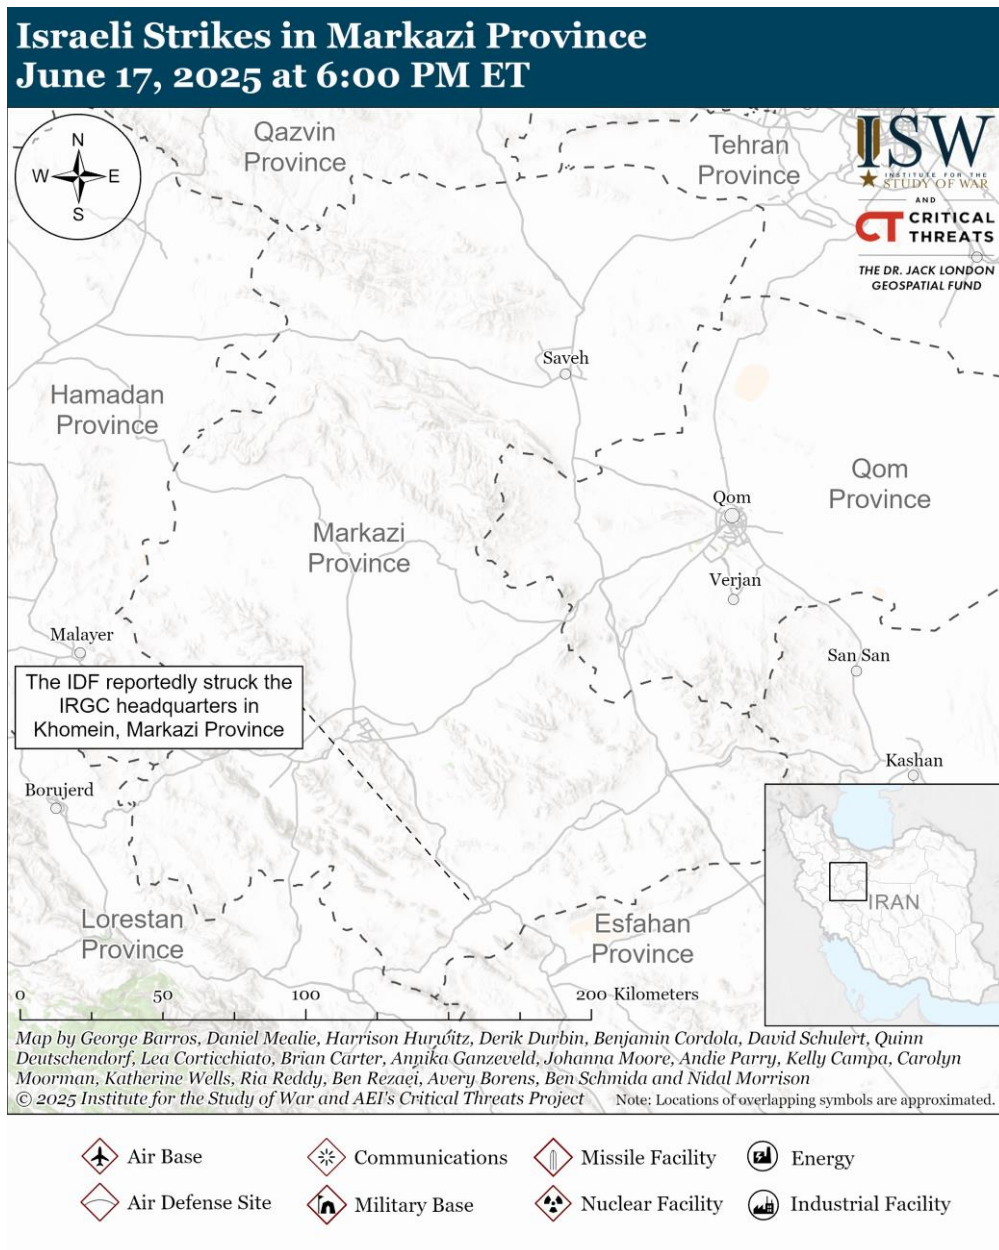 Israeli Strikes in Markazi Province
June 17, 2025 at 6:00 PM ET
N
W
E
S
Qazvin
Province
Tehran
Province
ISW
INSTITUTE FOR THE
STUDY OF WAR
AND
CT CRITICAL
THREATS
THE DR. JACK LONDON
GEOSPATIAL FUND
Saveh
Hamadan
Province
Qom
Province
Qom
Markazi
Province
Verjan
Malayer
San San
The IDF reportedly struck the
IRGC headquarters in
Khomein, Markazi Province
Kashan
Borujerd
IRAN
Lorestan
Province
Esfahan
Province
0
50
100
200 Kilometers
Map by George Barros, Daniel Mealie, Harrison Hurwitz, Derik Durbin, Benjamin Cordola, David Schulert, Quinn
Deutschendorf, Lea Corticchiato, Brian Carter, Annika Ganzeveld, Johanna Moore, Andie Parry, Kelly Campa, Carolyn
Moorman, Katherine Wells, Ria Reddy, Ben Rezaei, Avery Borens, Ben Schmida and Nidal Morrison
© 2025 Institute for the Study of War and AEI's Critical Threats Project
Note: Locations of overlapping symbols are approximated.
Air Base
Communications
Missile Facility
Energy
Air Defense Site
Military Base
Nuclear Facility
Industrial Facility